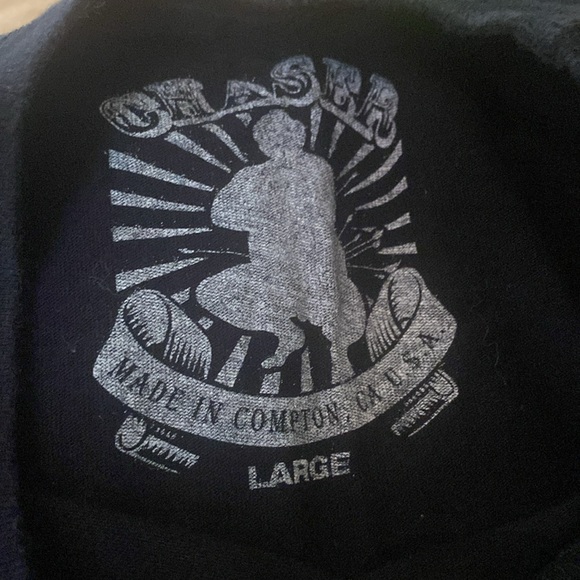 CHASER
MADE IN COMPTON, CA U.S.A.
LARGE